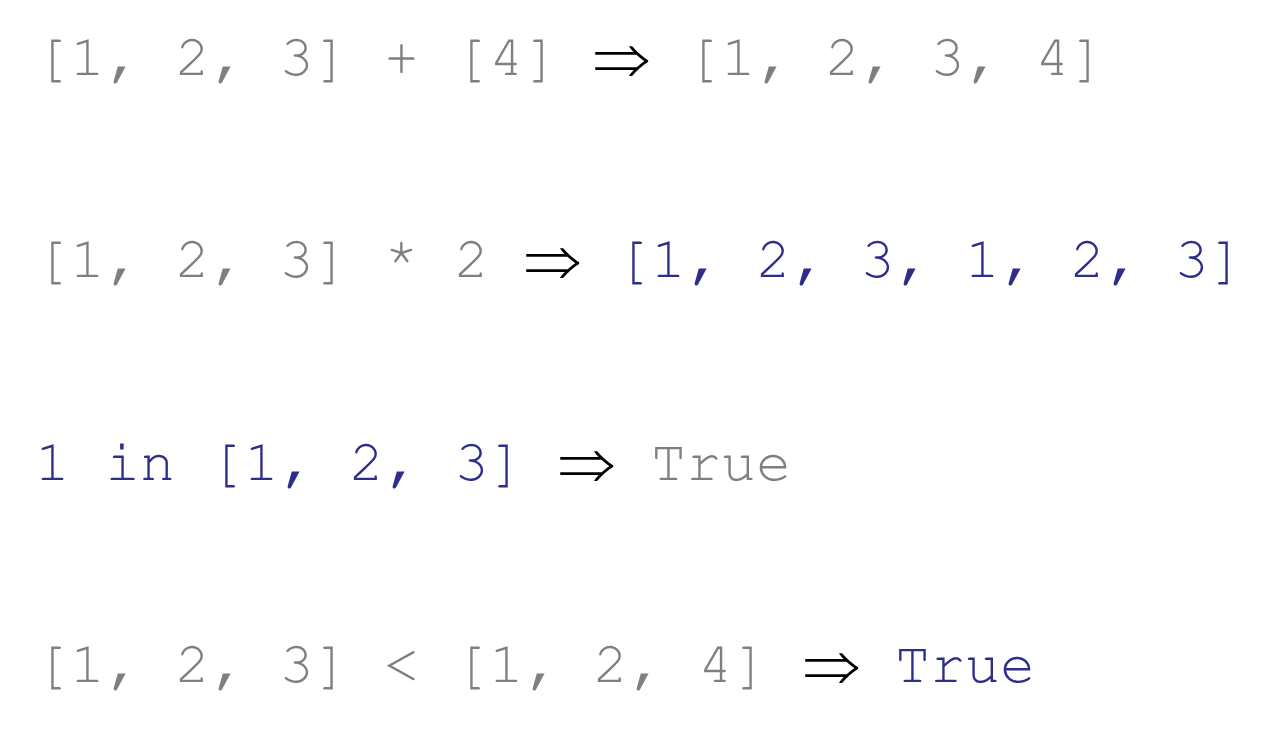 [1, 2, 3] + [4] ⇒ [1, 2, 3, 4]
[1, 2, 3] * 2 ⇒ [1, 2, 3, 1, 2, 3]
1 in [1, 2, 3] ⇒ True
[1, 2, 3] < [1, 2, 4] ⇒ True